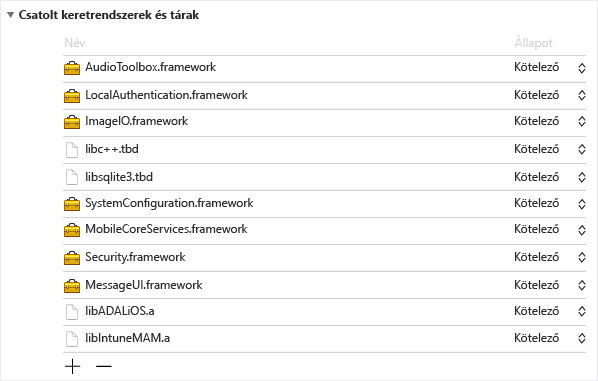 Csatolt keretrendszerek és tárak
Név Állapot
AudioToolbox.framework Kötelező
LocalAuthentication.framework Kötelező
ImageIO.framework Kötelező
libc++.tbd Kötelező
libsqlite3.tbd Kötelező
SystemConfiguration.framework Kötelező
MobileCoreServices.framework Kötelező
Security.framework Kötelező
MessageUI.framework Kötelező
libADALiOS.a Kötelező
libIntuneMAM.a Kötelező